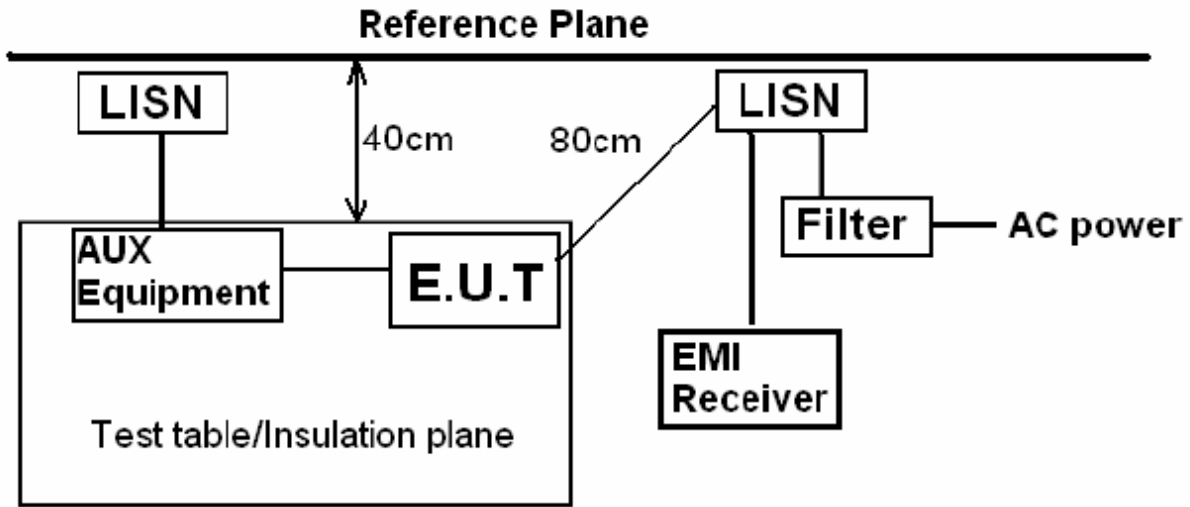 Reference Plane
LISN
LISN
40cm
80cm
Filter
AC power
AUX
Equipment
E.U.T
EMI
Receiver
Test table/Insulation plane